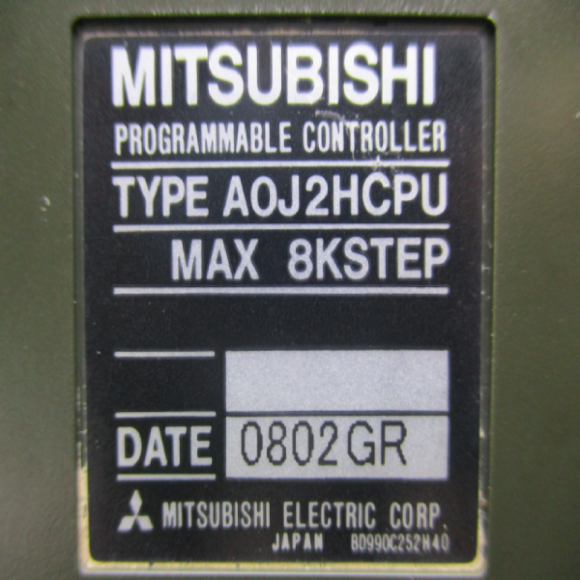 MITSUBISHI
PROGRAMMABLE CONTROLLER
TYPE A0J2HCPU
MAX 8KSTEP
DATE 0802GR
MITSUBISHI ELECTRIC CORP.
JAPAN BD990C252H40